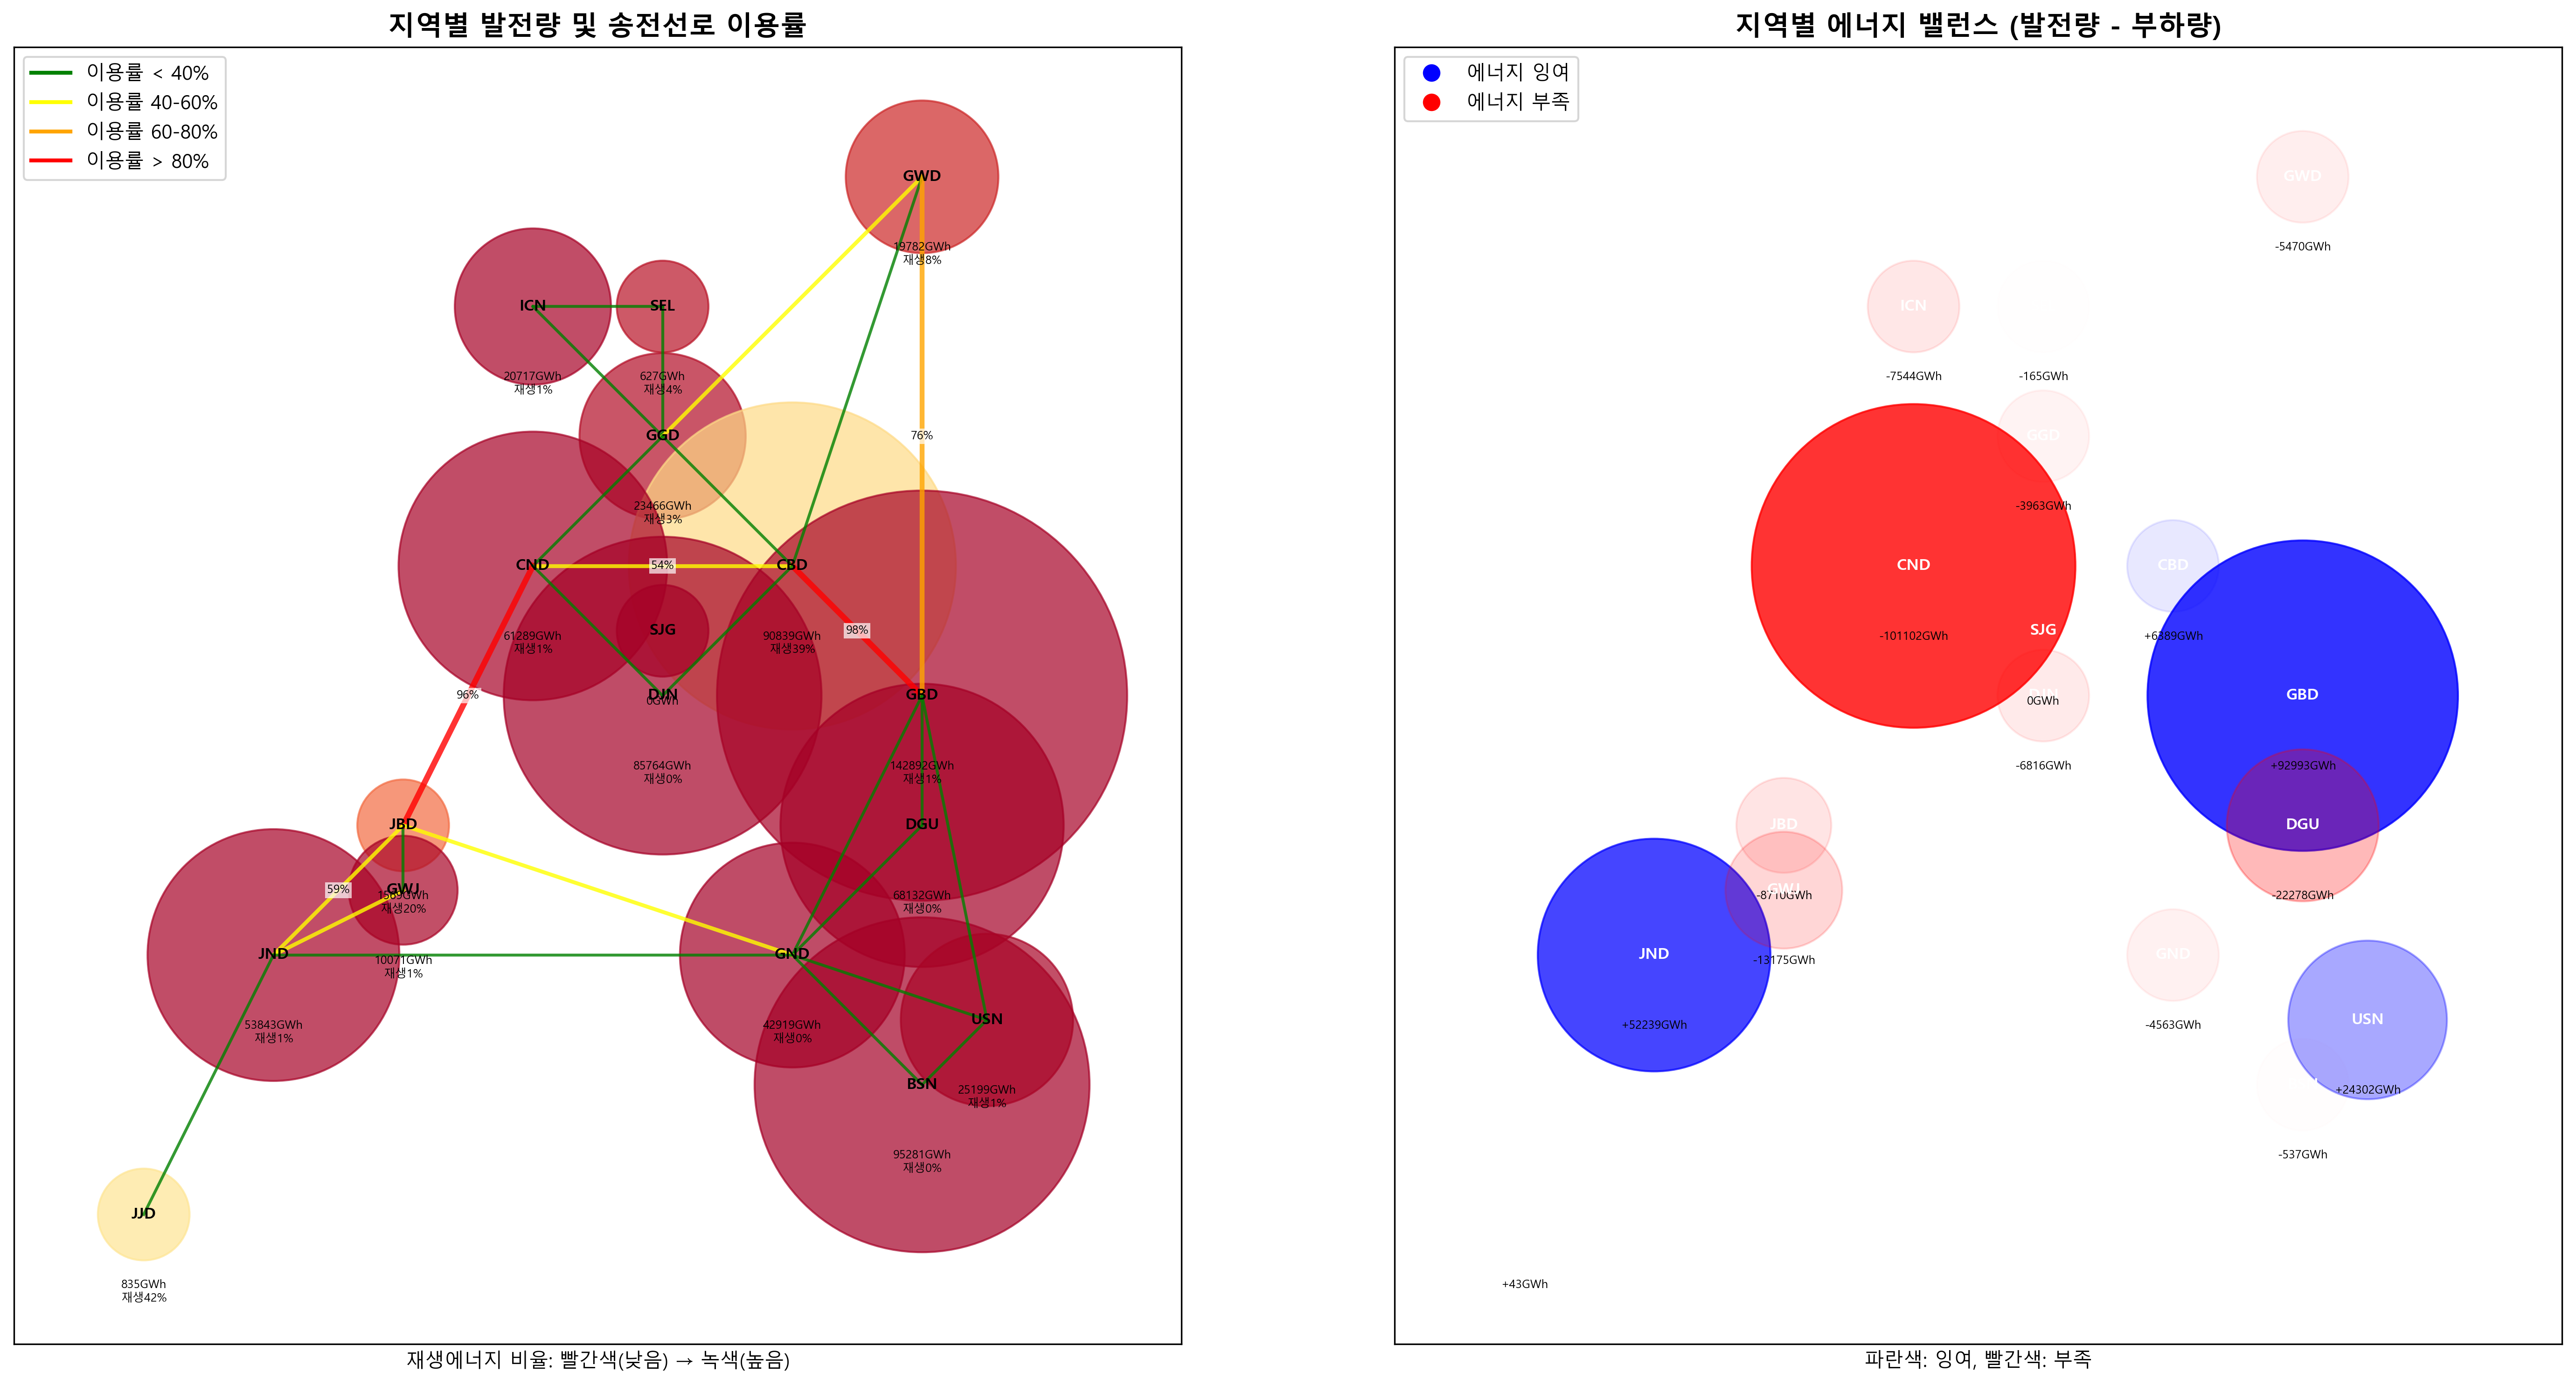 지역별 발전량 및 송전선로 이용률
이용률 < 40%
이용률 40-60%
이용률 60-80%
이용률 > 80%
GWD
19782GWh
재생8%
ICN
SEL
20717GWh
재생1%
627GWh
재생4%
GGD
76%
23466GWh
재생3%
CND
54%
CBD
61289GWh
재생1%
SJG
90839GWh
재생39%
98%
96%
DJN
0GWh
GBD
85764GWh
재생0%
142892GWh
재생1%
JBD
DGU
59%
GWJ
1569GWh
재생20%
68132GWh
재생0%
JND
10071GWh
재생1%
GND
53843GWh
재생1%
42919GWh
재생0%
USN
BSN
25199GWh
재생1%
95281GWh
재생0%
JJD
835GWh
재생42%
재생에너지 비율: 빨간색(낮음) → 녹색(높음)
지역별 에너지 밸런스 (발전량 - 부하량)
에너지 잉여
에너지 부족
GWD
-5470GWh
ICN
-7544GWh
-165GWh
GGD
-3963GWh
CND
CBD
-101102GWh
SJG
+6389GWh
DJN
0GWh
GBD
-6816GWh
+92993GWh
JBD
DGU
GWJ
-8710GWh
-22278GWh
JND
-13175GWh
GND
+52239GWh
-4563GWh
USN
+24302GWh
-537GWh
+43GWh
파란색: 잉여, 빨간색: 부족